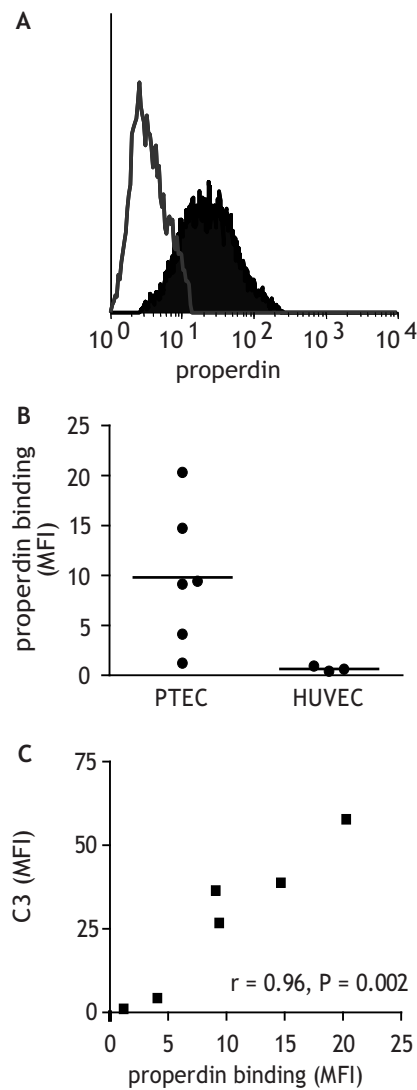 A
10^0 10^1 10^2 10^3 10^4
properdin
B
properdin binding
(MFI)
25
20
15
10
5
0
PTEC HUVEC
C
C3 (MFI)
75
50
25
0
r = 0.96, P = 0.002
0 5 10 15 20 25
properdin binding (MFI)